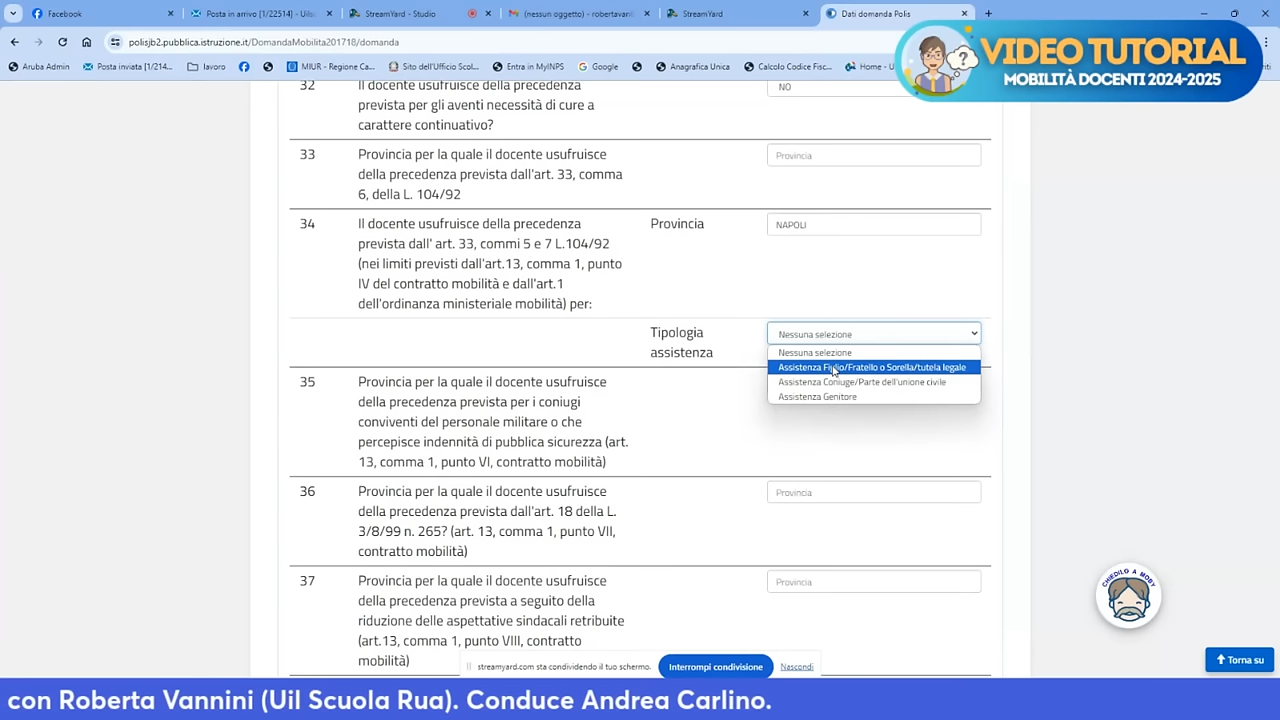 Facebook
Posta in arrivo [1/22514] - Uils
StreamYard - Studio
(nessun oggetto) - robertavan
StreamYard
Dati domanda Polis
polisjb2.pubblica.istruzione.it/DomandaMobilita201718/domanda
Aruba Admin
Posta inviata [1/214...
lavoro
MIUR - Regione Ca...
Sito dell'Ufficio Scol...
Entra in MyINPS
Google
Anagrafica Unica
Calcolo Codice Fisc...
Home - U
VIDEO TUTORIAL
MOBILITÀ DOCENTI 2024-2025
prevista per gli aventi necessità di cure a
carattere continuativo?
NO
33
Provincia per la quale il docente usufruisce
della precedenza prevista dall'art. 33, comma
6, della L. 104/92
Provincia
34
Il docente usufruisce della precedenza
prevista dall' art. 33, commi 5 e 7 L.104/92
(nei limiti previsti dall'art.13, comma 1, punto
IV del contratto mobilità e dall'art.1
dell'ordinanza ministeriale mobilità) per:
Provincia
NAPOLI
Tipologia
assistenza
Nessuna selezione
Nessuna selezione
Assistenza Figlio/Fratello o Sorella/tutela legale
Assistenza Coniuge/Parte dell'unione civile
Assistenza Genitore
35
Provincia per la quale il docente usufruisce
della precedenza prevista per i coniugi
conviventi del personale militare o che
percepisce indennità di pubblica sicurezza (art.
13, comma 1, punto VI, contratto mobilità)
36
Provincia per la quale il docente usufruisce
della precedenza prevista dall'art. 18 della L.
3/8/99 n. 265? (art. 13, comma 1, punto VII,
contratto mobilità)
Provincia
37
Provincia per la quale il docente usufruisce
della precedenza prevista a seguito della
riduzione delle aspettative sindacali retribuite
(art.13, comma 1, punto VIII, contratto
mobilità)
Provincia
CHIEDILO A MOBY
streamyard.com sta condividendo il tuo schermo.
Interrompi condivisione
Nascondi
Torna su
con Roberta Vannini (Uil Scuola Rua). Conduce Andrea Carlino.